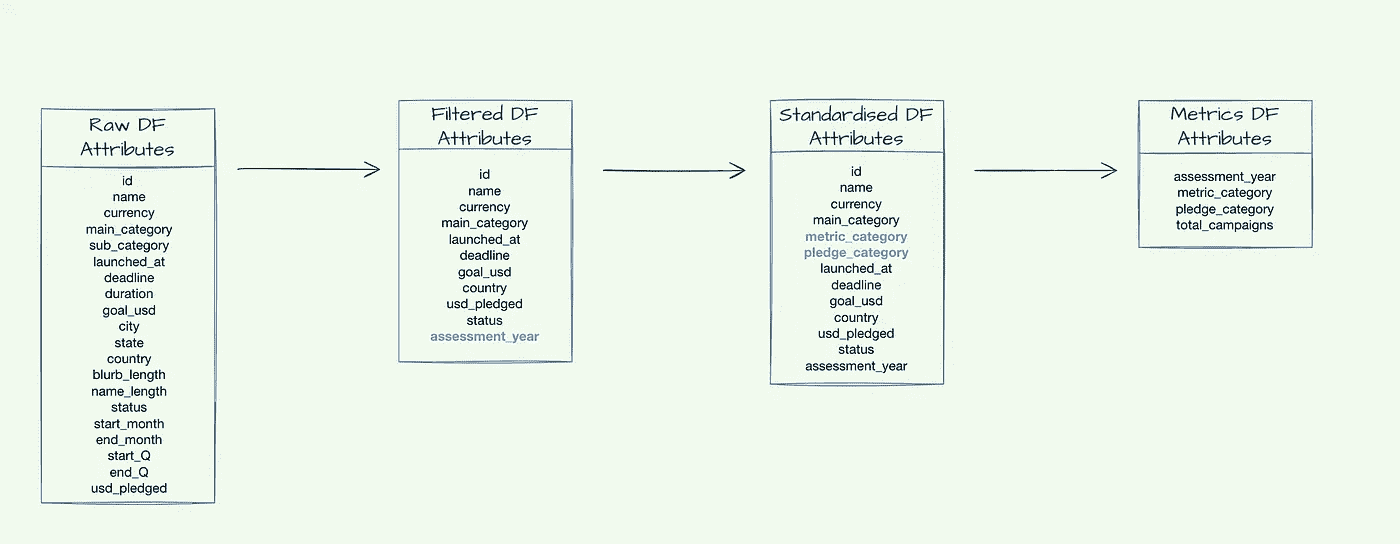 Raw DF
Attributes
id
name
currency
main_category
sub_category
launched_at
deadline
duration
goal_usd
city
state
country
blurb_length
name_length
status
start_month
end_month
start_Q
end_Q
usd_pledged
Filtered DF
Attributes
id
name
currency
main_category
launched_at
deadline
goal_usd
country
usd_pledged
status
assessment_year
Standardised DF
Attributes
id
name
currency
main_category
metric_category
pledge_category
launched_at
deadline
goal_usd
country
usd_pledged
status
assessment_year
Metrics DF
Attributes
assessment_year
metric_category
pledge_category
total_campaigns